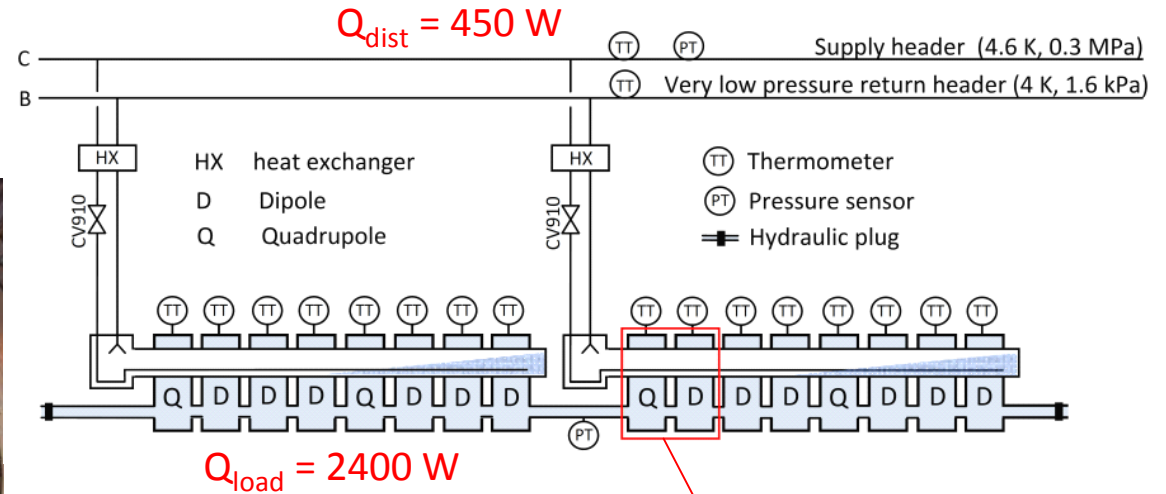 Q_dist = 450 W
TT PT Supply header (4.6 K, 0.3 MPa)
C
TT Very low pressure return header (4 K, 1.6 kPa)
B
HX HX heat exchanger HX TT Thermometer
D Dipole PT Pressure sensor
CV910 CV910
Q Quadrupole Hydraulic plug
TT TT TT TT TT TT TT TT TT TT TT TT TT TT TT TT
Q D D D Q D D D Q D D D Q D D D
PT
Q_load = 2400 W